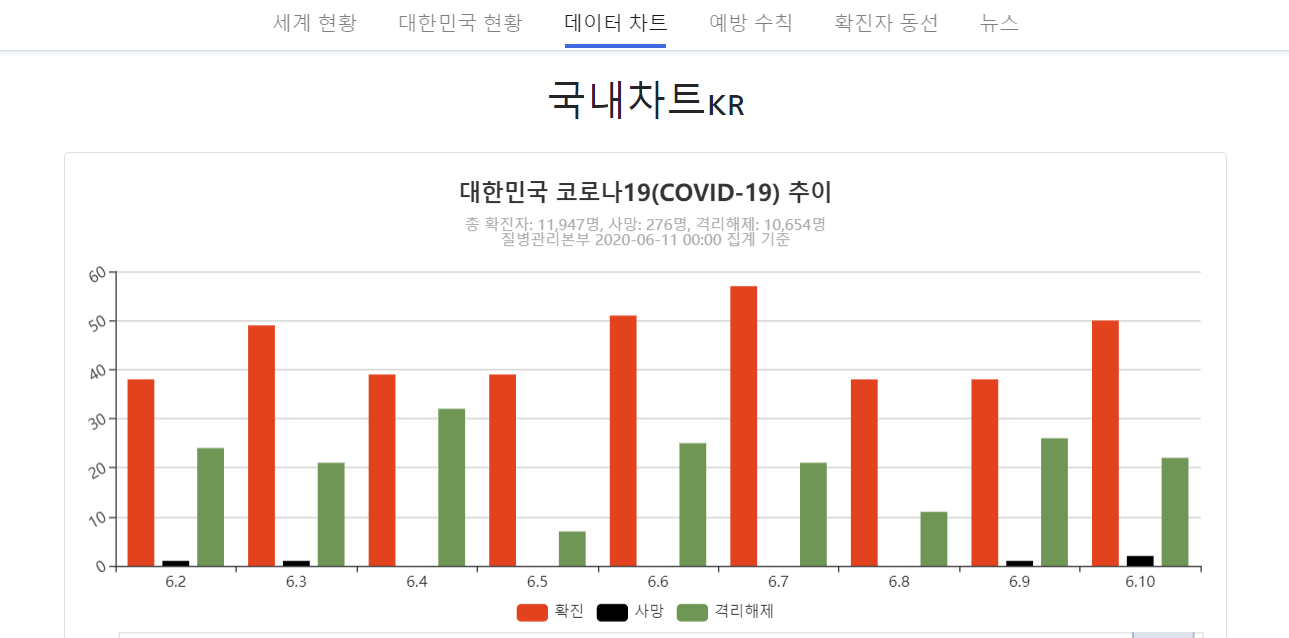 세계 현황 대한민국 현황 데이터 차트 예방 수칙 확진자 동선 뉴스
국내차트KR
대한민국 코로나19(COVID-19) 추이
총 확진자: 11,947명, 사망: 276명, 격리해제: 10,654명
질병관리본부 2020-06-11 00:00 집계 기준
60
50
40
30
20
10
0
6.2 6.3 6.4 6.5 6.6 6.7 6.8 6.9 6.10
확진 사망 격리해제